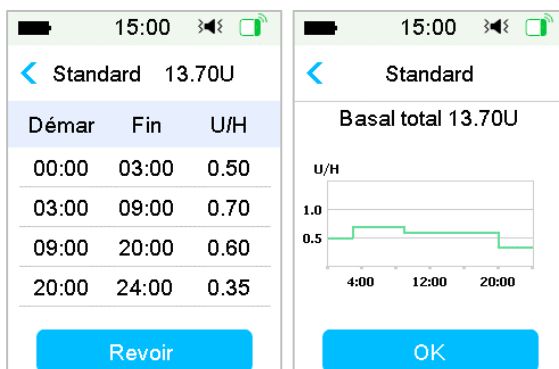 15:00
Standard 13.70U
Démar Fin U/H
00:00 03:00 0.50
03:00 09:00 0.70
09:00 20:00 0.60
20:00 24:00 0.35
Revoir
15:00
Standard
Basal total 13.70U
U/H
1.0
0.5
4:00 12:00 20:00
OK